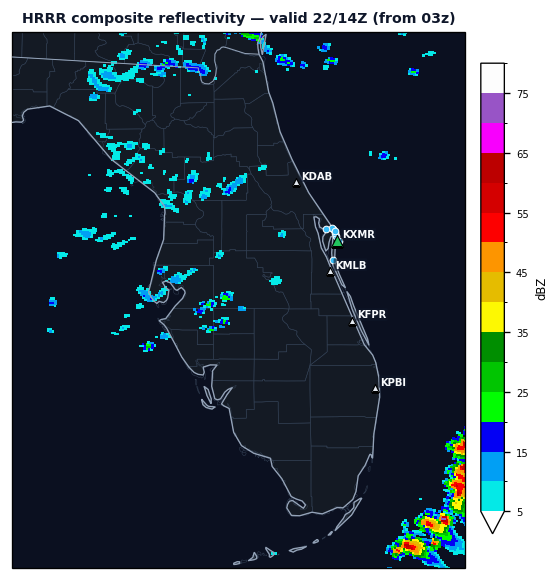 HRRR composite reflectivity — valid 22/14Z (from 03z)
KDAB
KXMR
KMLB
KFPR
KPBI
75
65
55
45
35
25
15
5
dBZ